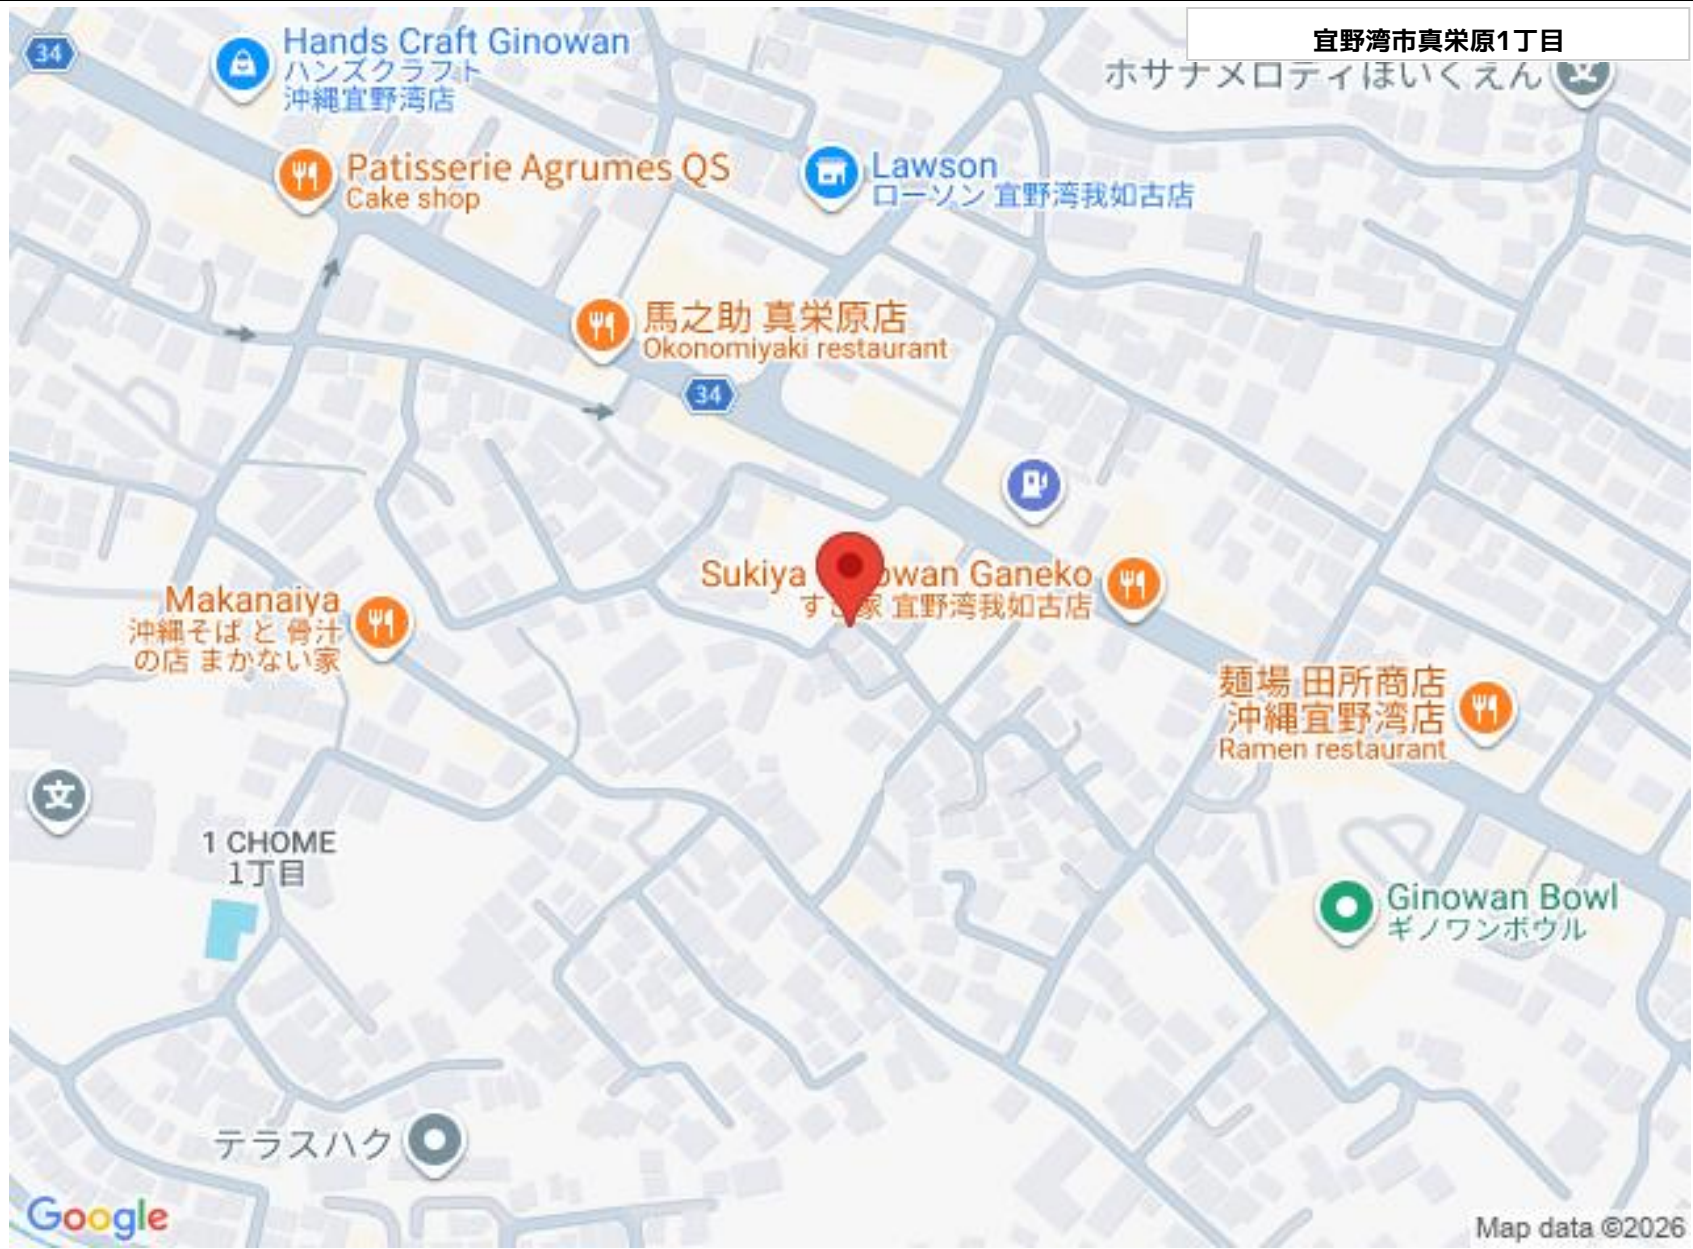 宜野湾市真栄原1丁目
34
Hands Craft Ginowan
ハンズクラフト
沖縄宜野湾店
ホサナメロディほいくえん
Patisserie Agrumes QS
Cake shop
Lawson
ローソン 宜野湾我如古店
馬之助 真栄原店
Okonomiyaki restaurant
34
Sukiya owan Ganeko
す 家 宜野湾我如古店
Makanaiya
沖縄そば と 骨汁
の店 まかない家
麺場 田所商店
沖縄宜野湾店
Ramen restaurant
文
1 CHOME
1丁目
Ginowan Bowl
ギノワンボウル
テラスハク
Google
Map data ©2026